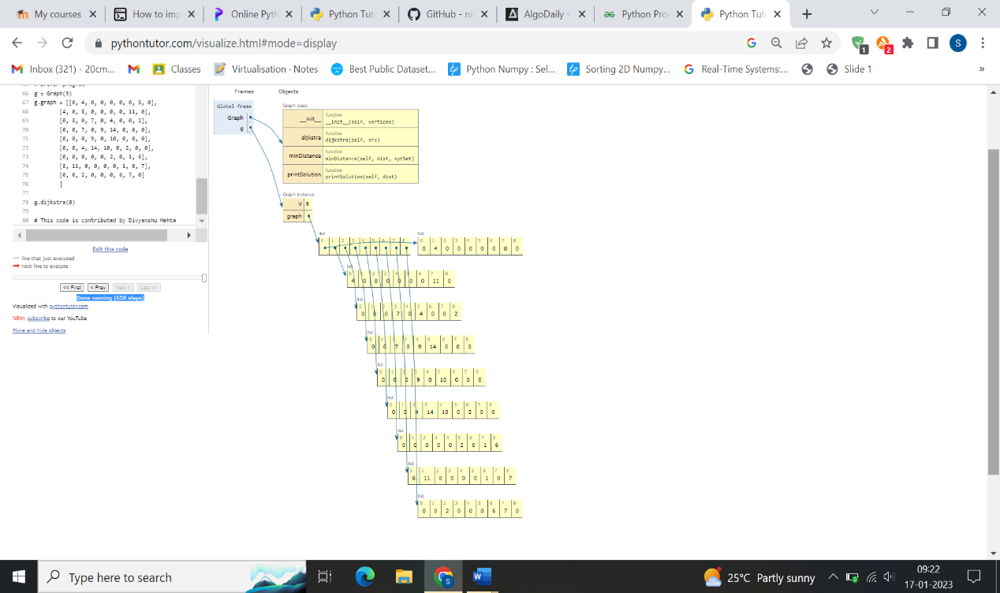 My courses
How to imp
Online Pyth
Python Tuto
GitHub - ni
AlgoDaily -
Python Pro
Python Tuto
pythontutor.com/visualize.html#mode=display
1
2
S
Inbox (321) - 20cm...
Classes
Virtualisation · Notes
Best Public Dataset...
Python Numpy : Sel...
Sorting 2D Numpy...
Real-Time Systems:...
Slide 1
»
66 g = Graph(9)
67 g.graph = [[0, 4, 0, 0, 0, 0, 0, 8, 0],
68 [4, 0, 8, 0, 0, 0, 0, 11, 0],
69 [0, 8, 0, 7, 0, 4, 0, 0, 2],
70 [0, 0, 7, 0, 9, 14, 0, 0, 0],
71 [0, 0, 0, 9, 0, 10, 0, 0, 0],
72 [0, 0, 4, 14, 10, 0, 2, 0, 0],
73 [0, 0, 0, 0, 0, 2, 0, 1, 6],
74 [8, 11, 0, 0, 0, 0, 1, 0, 7],
75 [0, 0, 2, 0, 0, 0, 6, 7, 0]
76 ]
77
78 g.dijkstra(0)
79
80 # This code is contributed by Divyanshu Mehta
Edit this code
line that just executed
next line to execute
<< First
< Prev
Next >
Last >>
Done running (658 steps)
Visualized with pythontutor.com
NEW: subscribe to our YouTube
Move and hide objects
Frames
Objects
Global frame
Graph
g
Graph class
__init__
function
__init__(self, vertices)
dijkstra
function
dijkstra(self, src)
minDistance
function
minDistance(self, dist, sptSet)
printSolution
function
printSolution(self, dist)
Graph instance
V 9
graph
list
0 1 2 3 4 5 6 7 8
list
0 1 2 3 4 5 6 7 8
0 4 0 0 0 0 0 8 0
list
0 1 2 3 4 5 6 7 8
4 0 8 0 0 0 0 11 0
list
0 1 2 3 4 5 6 7 8
0 8 0 7 0 4 0 0 2
list
0 1 2 3 4 5 6 7 8
0 0 7 0 9 14 0 0 0
list
0 1 2 3 4 5 6 7 8
0 0 0 9 0 10 0 0 0
list
0 1 2 3 4 5 6 7 8
0 0 4 14 10 0 2 0 0
list
0 1 2 3 4 5 6 7 8
0 0 0 0 0 2 0 1 6
list
0 1 2 3 4 5 6 7 8
8 11 0 0 0 0 1 0 7
list
0 1 2 3 4 5 6 7 8
0 0 2 0 0 0 6 7 0
Type here to search
25°C Partly sunny
09:22
17-01-2023